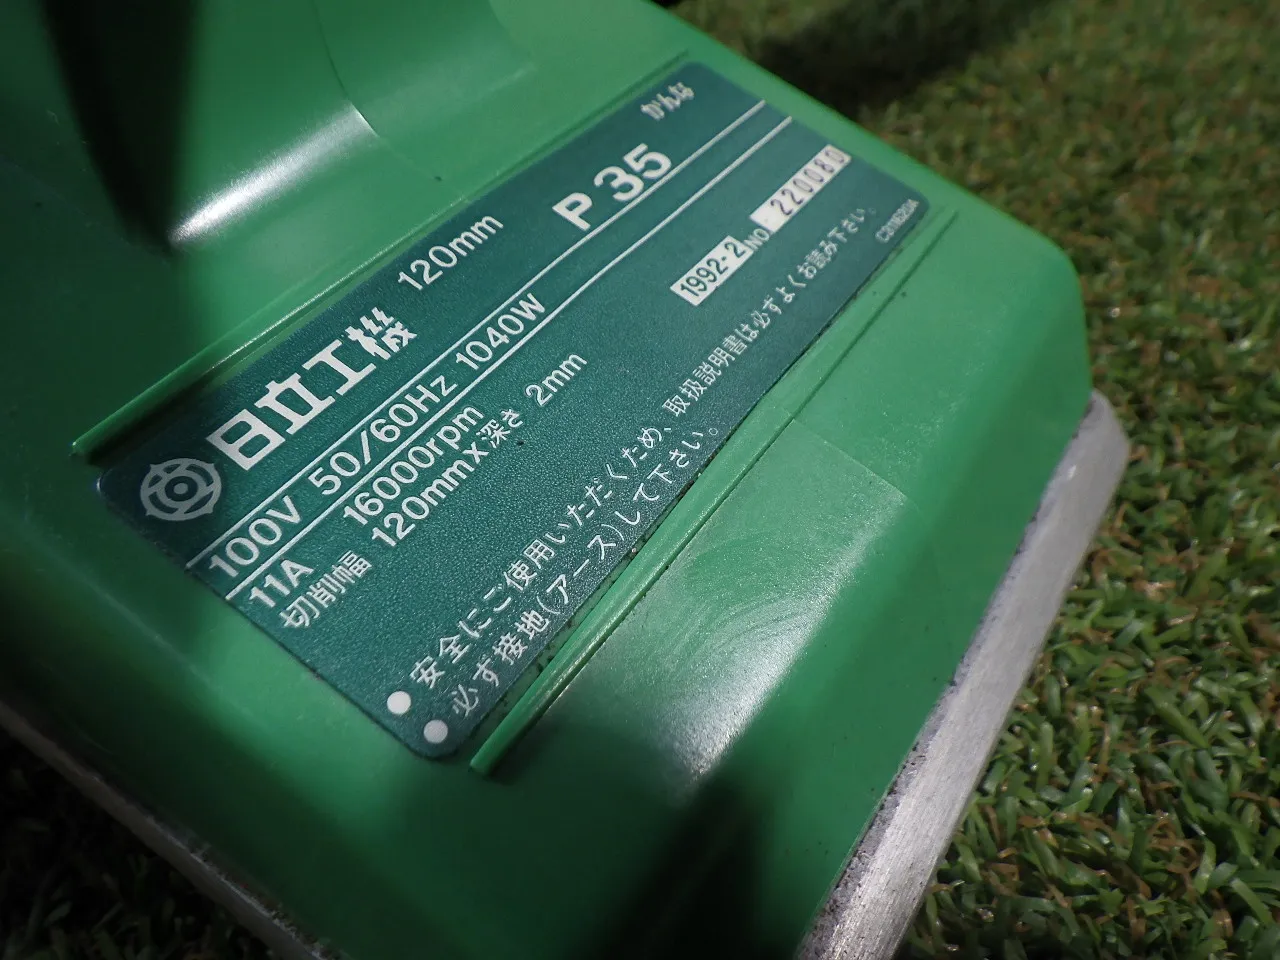 日立工機 120mm P 35 かんな
100V 50/60Hz 1040W
11A 16000rpm
切削幅 120mm×深さ 2mm
1992-2 NO 220080
● 安全にご使用いただくため、取扱説明書は必ずよくお読み下さい。
● 必ず接地(アース)して下さい。